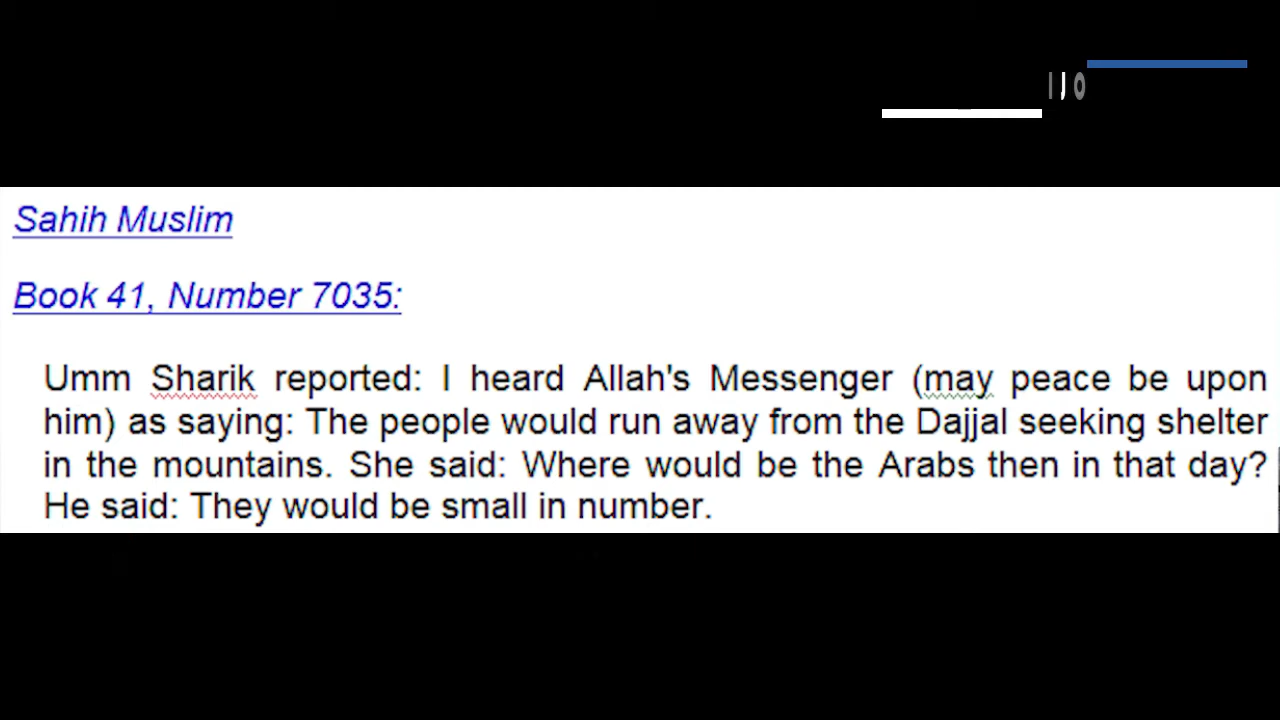 Sahih Muslim
Book 41, Number 7035:
Umm Sharik reported: I heard Allah's Messenger (may peace be upon
him) as saying: The people would run away from the Dajjal seeking shelter
in the mountains. She said: Where would be the Arabs then in that day?
He said: They would be small in number.